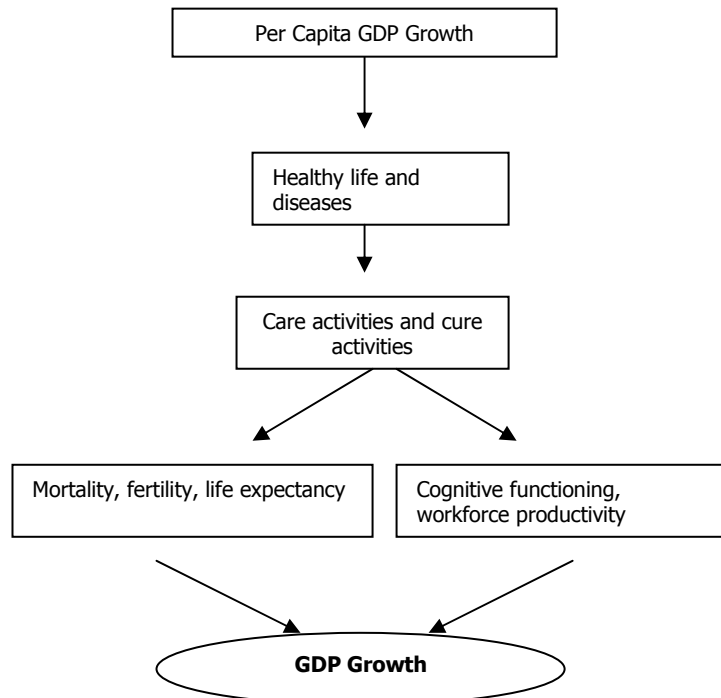 Per Capita GDP Growth
Healthy life and
diseases
Care activities and cure
activities
Mortality, fertility, life expectancy
Cognitive functioning,
workforce productivity
GDP Growth